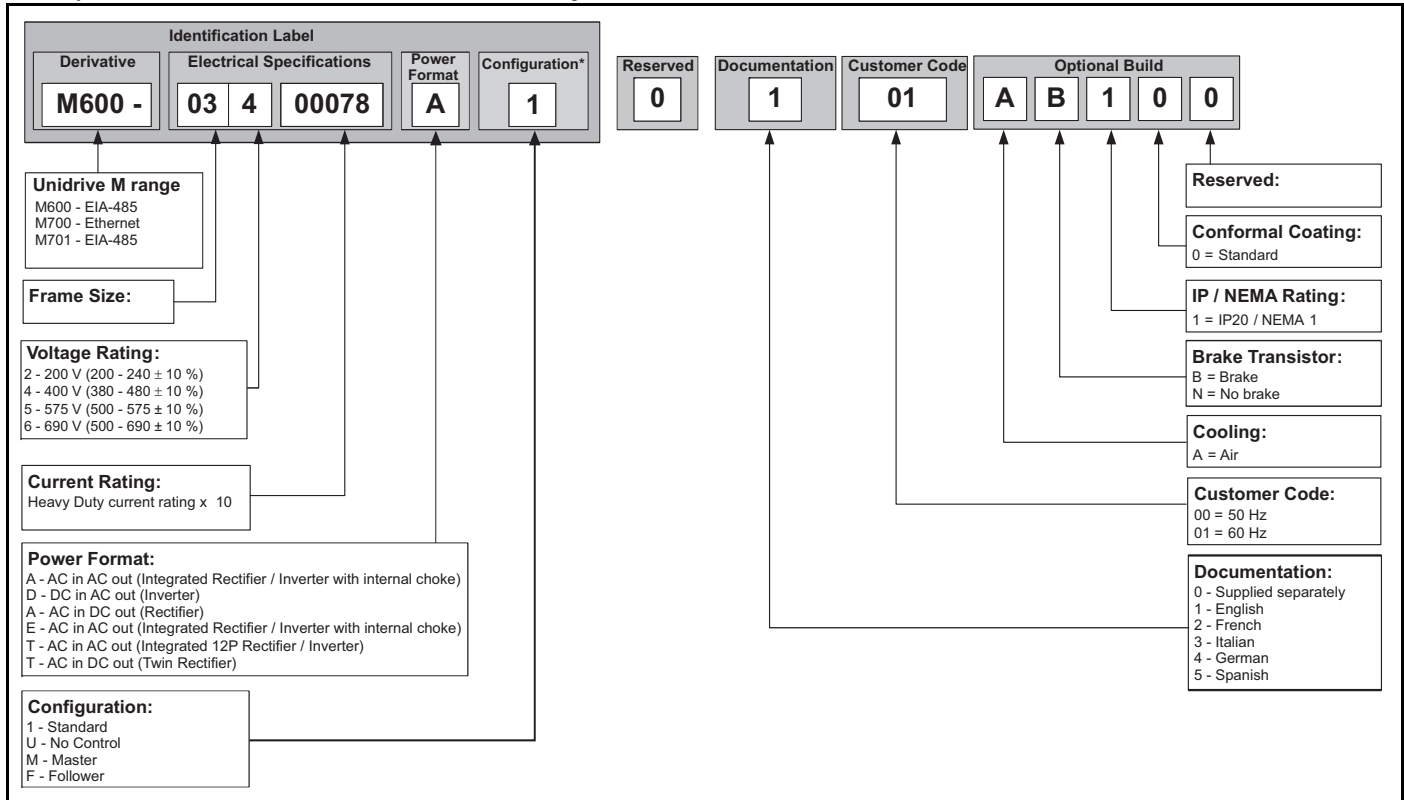 Identification Label
Derivative
Electrical Specifications
Power
Format
Configuration*
Reserved
Documentation
Customer Code
Optional Build
M600 -
03
4
00078
A
1
0
1
01
A
B
1
0
0
Unidrive M range
M600 - EIA-485
M700 - Ethernet
M701 - EIA-485
Frame Size:
Voltage Rating:
2 - 200 V (200 - 240 ± 10 %)
4 - 400 V (380 - 480 ± 10 %)
5 - 575 V (500 - 575 ± 10 %)
6 - 690 V (500 - 690 ± 10 %)
Current Rating:
Heavy Duty current rating x 10
Power Format:
A - AC in AC out (Integrated Rectifier / Inverter with internal choke)
D - DC in AC out (Inverter)
A - AC in DC out (Rectifier)
E - AC in AC out (Integrated Rectifier / Inverter with internal choke)
T - AC in AC out (Integrated 12P Rectifier / Inverter)
T - AC in DC out (Twin Rectifier)
Configuration:
1 - Standard
U - No Control
M - Master
F - Follower
Reserved:
Conformal Coating:
0 = Standard
IP / NEMA Rating:
1 = IP20 / NEMA 1
Brake Transistor:
B = Brake
N = No brake
Cooling:
A = Air
Customer Code:
00 = 50 Hz
01 = 60 Hz
Documentation:
0 - Supplied separately
1 - English
2 - French
3 - Italian
4 - German
5 - Spanish